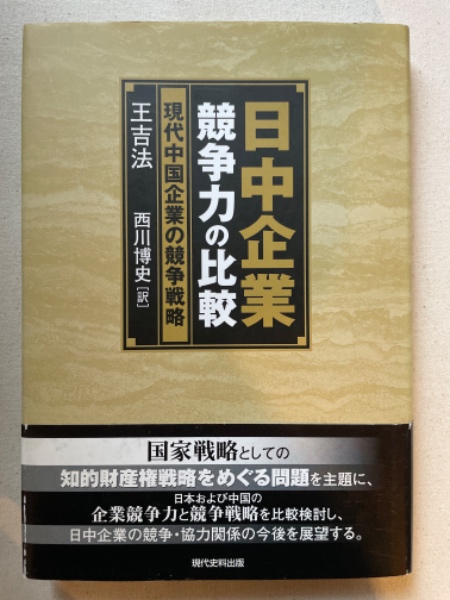 日中企業
競争力の比較
現代中国企業の競争戦略
王吉法
西川博史[訳]
国家戦略としての
知的財産権戦略をめぐる問題を主題に、
日本および中国の
企業競争力と競争戦略を比較検討し、
日中企業の競争・協力関係の今後を展望する。
現代史料出版